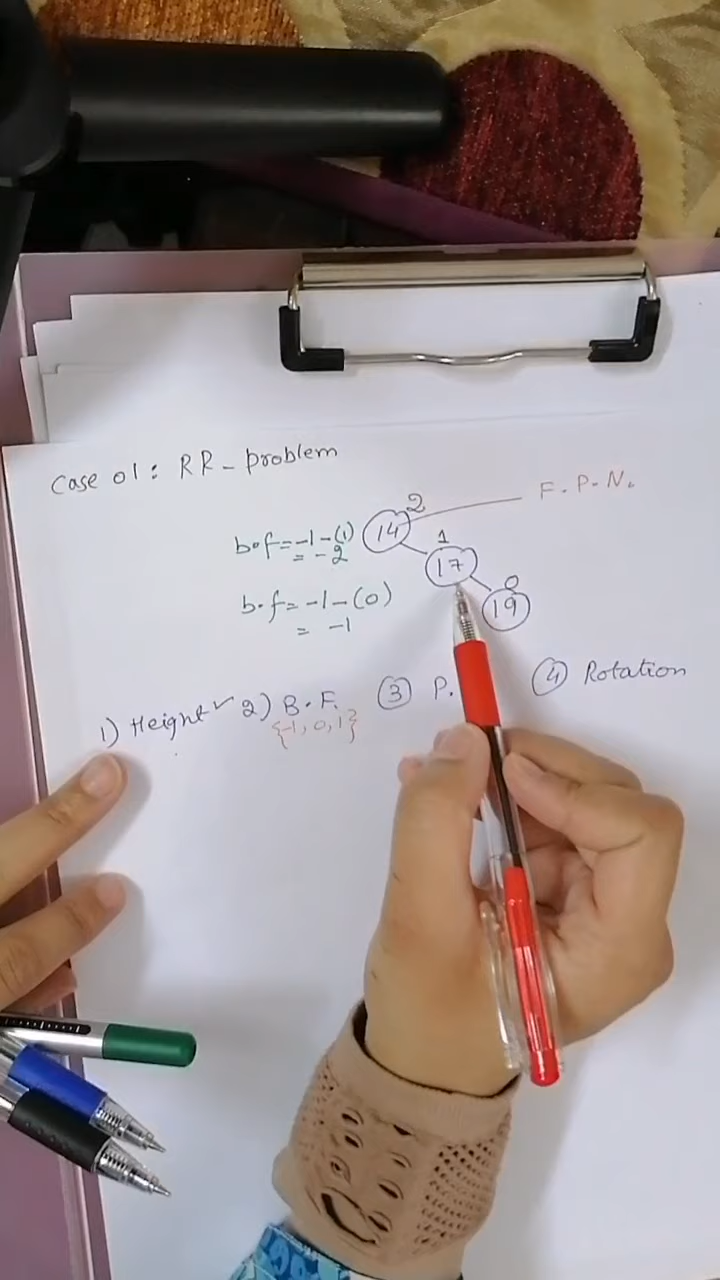 Case 01: RR-problem
2 F.P.N.
b.f = -1-(1) 14 1
= -2 17
b.f = -1-(0) 0
= -1 19
1) Height ✓ 2) B.F. ③ P. ④ Rotation
{-1, 0, 1}